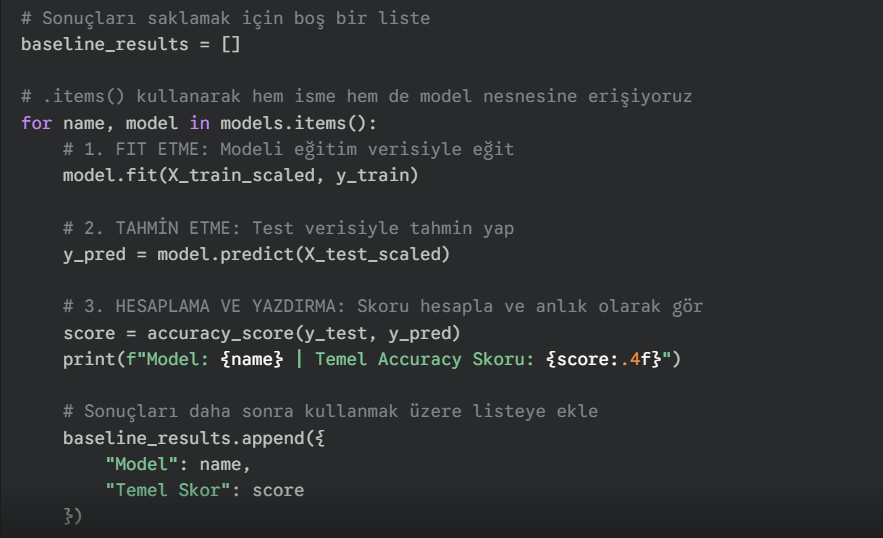 # Sonuçları saklamak için boş bir liste
baseline_results = []
# .items() kullanarak hem isme hem de model nesnesine erişiyoruz
for name, model in models.items():
# 1. FIT ETME: Modeli eğitim verisiyle eğit
model.fit(X_train_scaled, y_train)
# 2. TAHMİN ETME: Test verisiyle tahmin yap
y_pred = model.predict(X_test_scaled)
# 3. HESAPLAMA VE YAZDIRMA: Skoru hesapla ve anlık olarak gör
score = accuracy_score(y_test, y_pred)
print(f"Model: {name} | Temel Accuracy Skoru: {score:.4f}")
# Sonuçları daha sonra kullanmak üzere listeye ekle
baseline_results.append({
"Model": name,
"Temel Skor": score
})